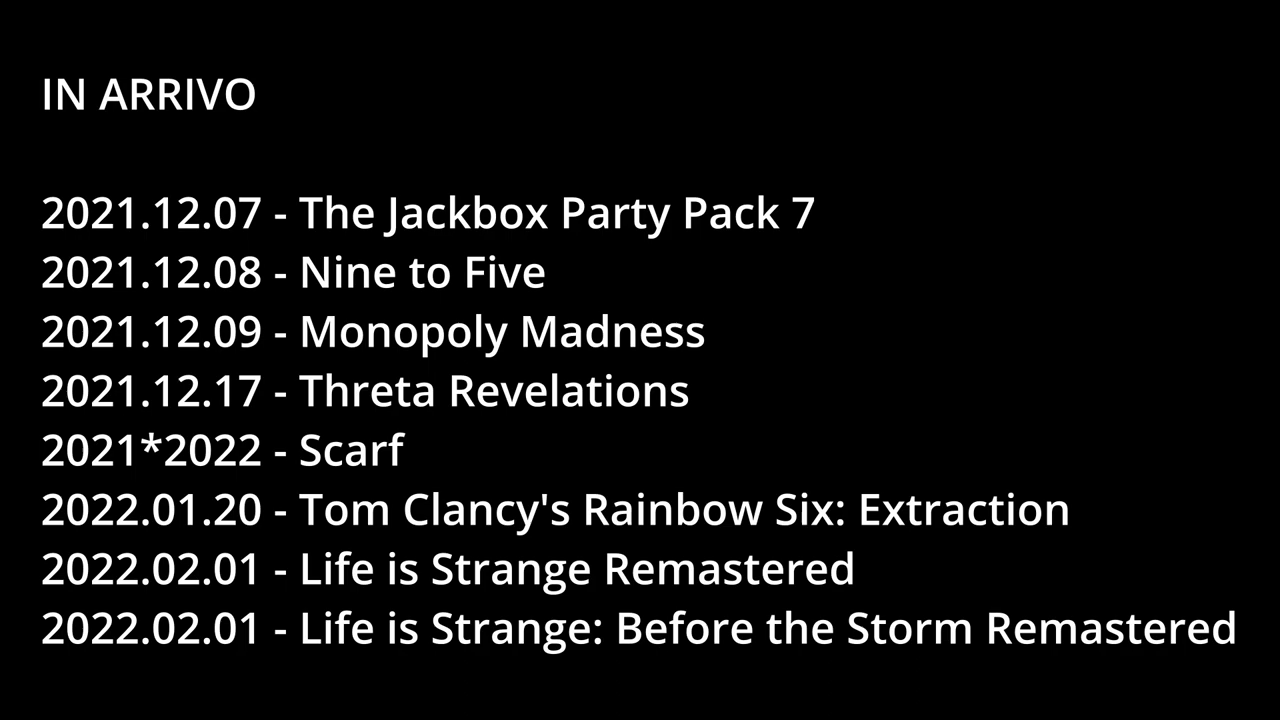 IN ARRIVO
2021.12.07 - The Jackbox Party Pack 7
2021.12.08 - Nine to Five
2021.12.09 - Monopoly Madness
2021.12.17 - Threta Revelations
2021*2022 - Scarf
2022.01.20 - Tom Clancy's Rainbow Six: Extraction
2022.02.01 - Life is Strange Remastered
2022.02.01 - Life is Strange: Before the Storm Remastered